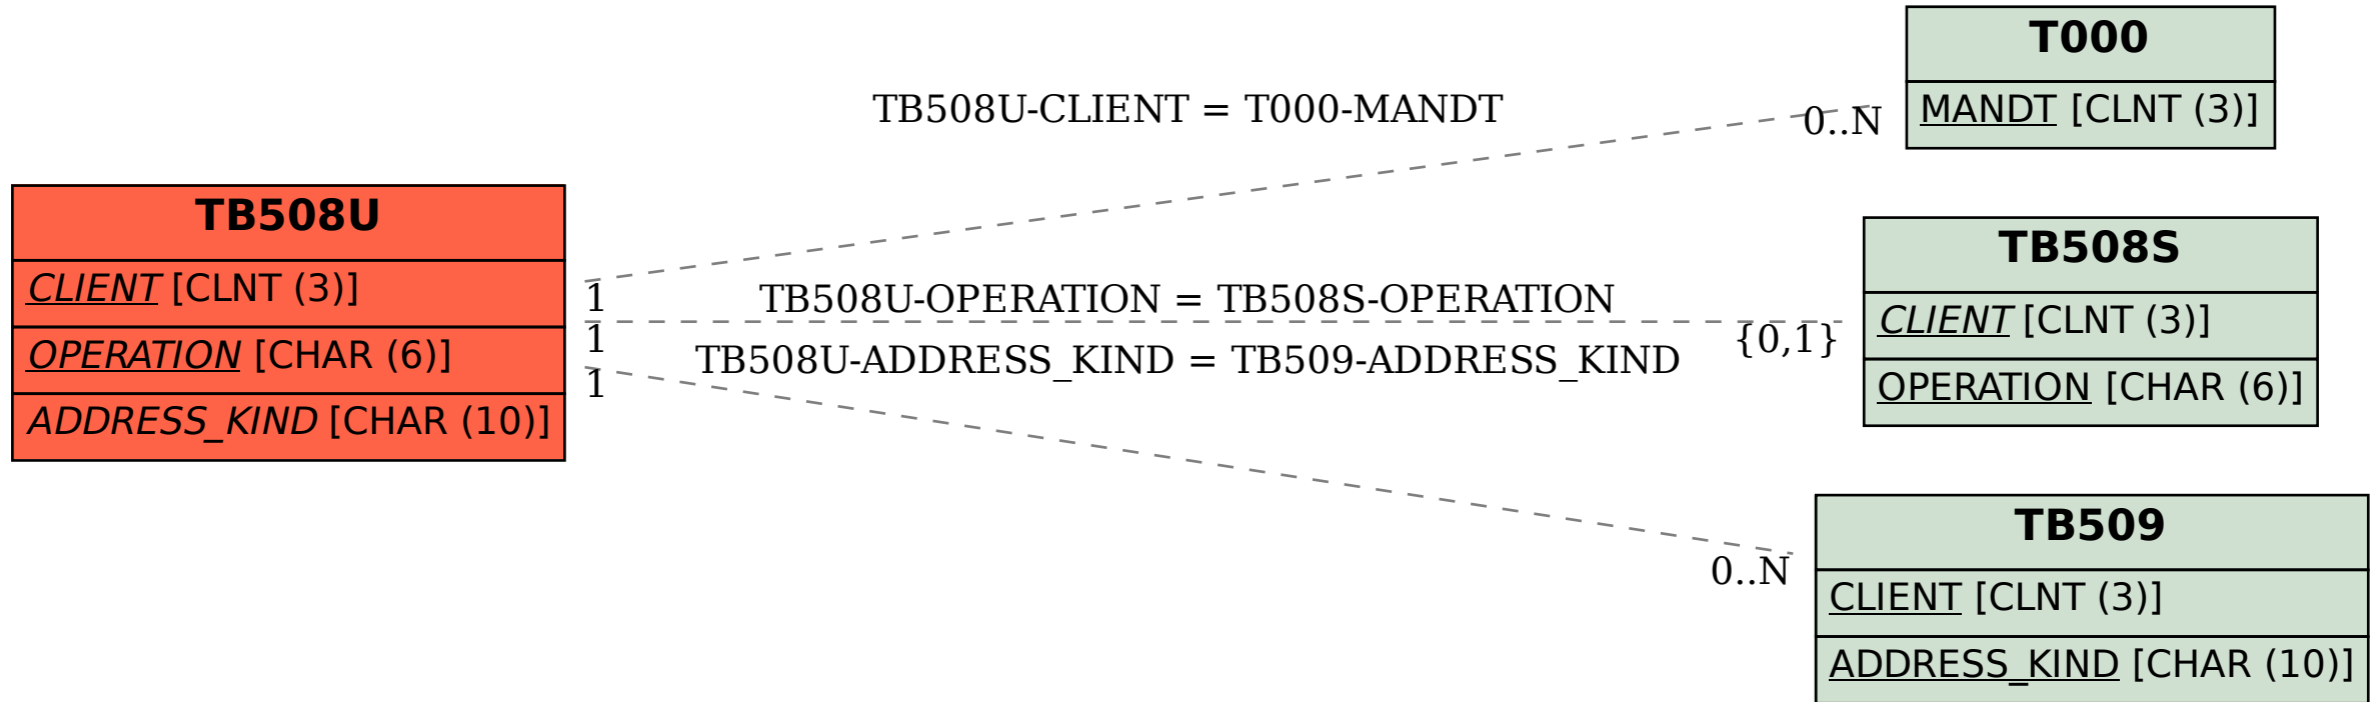 TB508U
CLIENT [CLNT (3)]
OPERATION [CHAR (6)]
ADDRESS_KIND [CHAR (10)]
TB508U-CLIENT = T000-MANDT
1
0..N
TB508U-OPERATION = TB508S-OPERATION
1
{0,1}
TB508U-ADDRESS_KIND = TB509-ADDRESS_KIND
1
0..N
T000
MANDT [CLNT (3)]
TB508S
CLIENT [CLNT (3)]
OPERATION [CHAR (6)]
TB509
CLIENT [CLNT (3)]
ADDRESS_KIND [CHAR (10)]